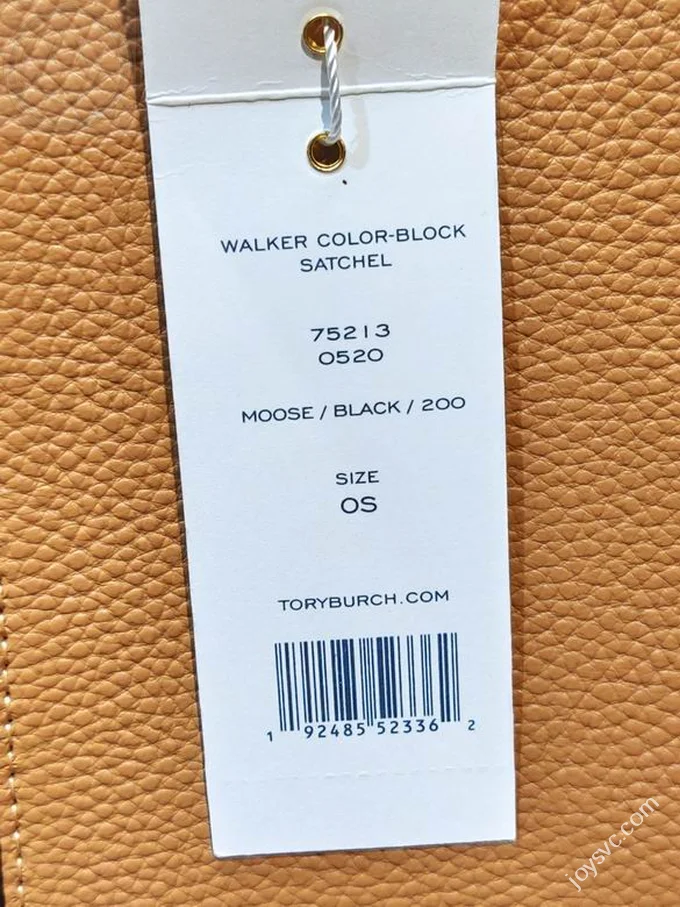 WALKER COLOR-BLOCK
SATCHEL
75213
0520
MOOSE / BLACK / 200
SIZE
OS
TORYBURCH.COM
1 92485 52336 2
joysvc.com